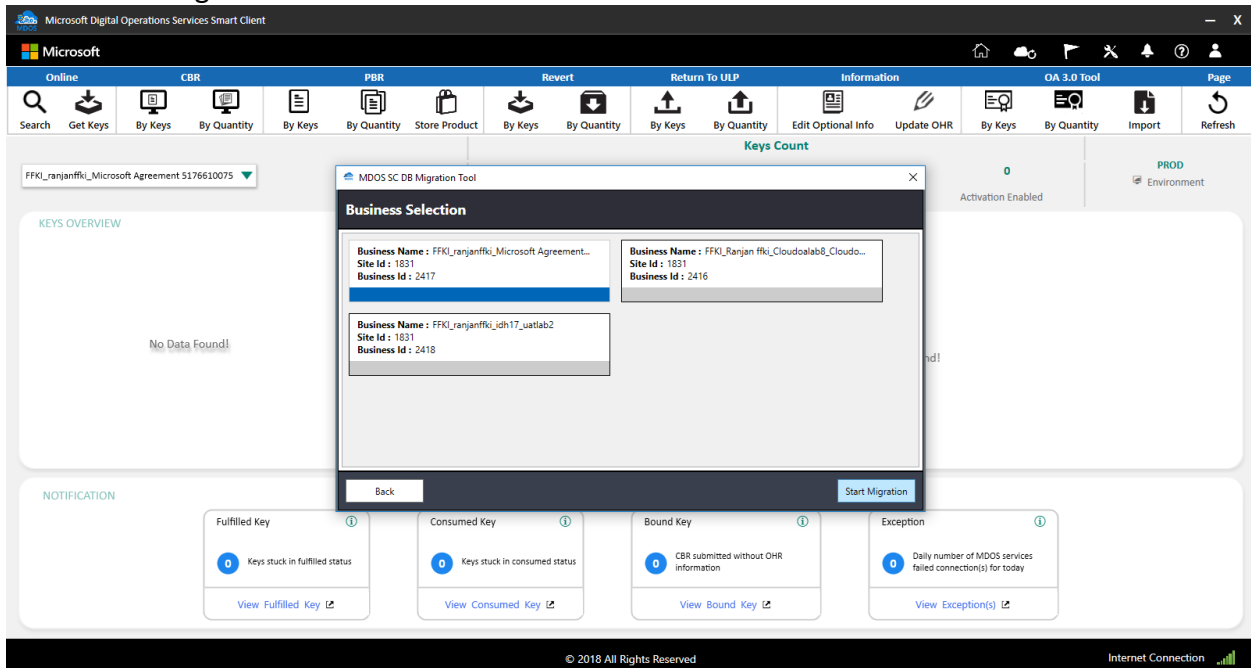 MDOS
Microsoft Digital Operations Services Smart Client
X
Microsoft
Online
CBR
PBR
Revert
Return To ULP
Information
OA 3.0 Tool
Page
Search
Get Keys
By Keys
By Quantity
By Keys
By Quantity
Store Product
By Keys
By Quantity
By Keys
By Quantity
Edit Optional Info
Update OHR
By Keys
By Quantity
Import
Refresh
Keys Count
FFKI_ranjanffki_Microsoft Agreement 5176610075
0
Activation Enabled
PROD
Environment
KEYS OVERVIEW
No Data Found!
nd!
MDOS SC DB Migration Tool
Business Selection
Business Name : FFKI_ranjanffki_Microsoft Agreement...
Site Id : 1831
Business Id : 2417
Business Name : FFKI_Ranjan ffki_Cloudoalab8_Cloudo...
Site Id : 1831
Business Id : 2416
Business Name : FFKI_ranjanffki_idh17_uatlab2
Site Id : 1831
Business Id : 2418
Back
Start Migration
NOTIFICATION
Fulfilled Key
0
Keys stuck in fulfilled status
View Fulfilled Key
Consumed Key
0
Keys stuck in consumed status
View Consumed Key
Bound Key
0
CBR submitted without OHR
information
View Bound Key
Exception
0
Daily number of MDOS services
failed connection(s) for today
View Exception(s)
© 2018 All Rights Reserved
Internet Connection